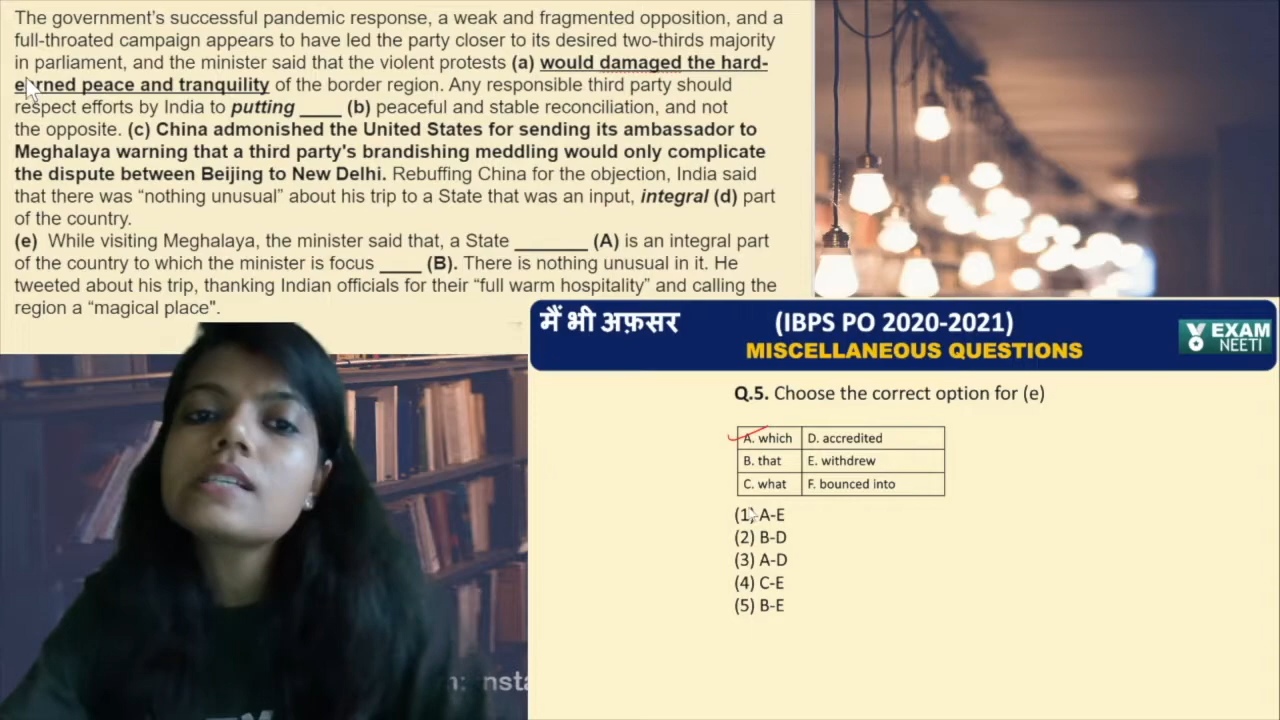 The government's successful pandemic response, a weak and fragmented opposition, and a
full-throated campaign appears to have led the party closer to its desired two-thirds majority
in parliament, and the minister said that the violent protests (a) would damaged the hard-
earned peace and tranquility of the border region. Any responsible third party should
respect efforts by India to putting ____ (b) peaceful and stable reconciliation, and not
the opposite. (c) China admonished the United States for sending its ambassador to
Meghalaya warning that a third party's brandishing meddling would only complicate
the dispute between Beijing to New Delhi. Rebuffing China for the objection, India said
that there was “nothing unusual” about his trip to a State that was an input, integral (d) part
of the country.
(e) While visiting Meghalaya, the minister said that, a State _______ (A) is an integral part
of the country to which the minister is focus ____ (B). There is nothing unusual in it. He
tweeted about his trip, thanking Indian officials for their “full warm hospitality” and calling the
region a “magical place".
मैं भी अफ़सर (IBPS PO 2020-2021)
MISCELLANEOUS QUESTIONS
EXAM
NEETI
Q.5. Choose the correct option for (e)
A. which D. accredited
B. that E. withdrew
C. what F. bounced into
(1) A-E
(2) B-D
(3) A-D
(4) C-E
(5) B-E